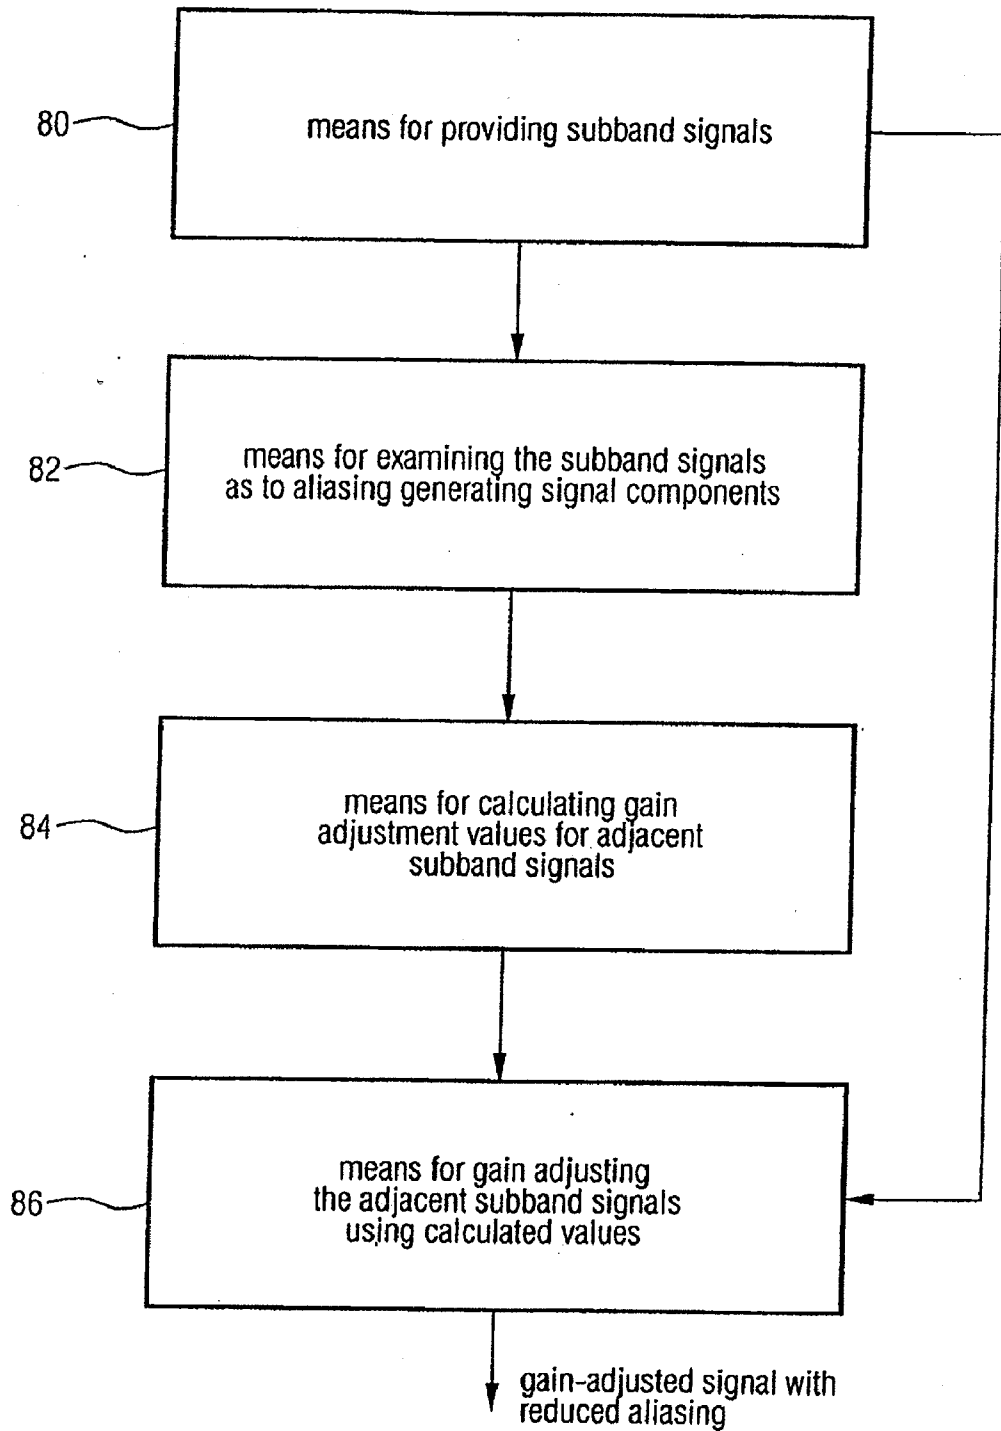 80
means for providing subband signals
82
means for examining the subband signals
as to aliasing generating signal components
84
means for calculating gain
adjustment values for adjacent
subband signals
86
means for gain adjusting
the adjacent subband signals
using calculated values
gain-adjusted signal with
reduced aliasing